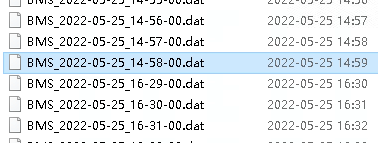 BMS_2022-05-25_14-56-00.dat 2022-05-25 14:57
BMS_2022-05-25_14-57-00.dat 2022-05-25 14:58
BMS_2022-05-25_14-58-00.dat 2022-05-25 14:59
BMS_2022-05-25_16-29-00.dat 2022-05-25 16:30
BMS_2022-05-25_16-30-00.dat 2022-05-25 16:31
BMS_2022-05-25_16-31-00.dat 2022-05-25 16:32